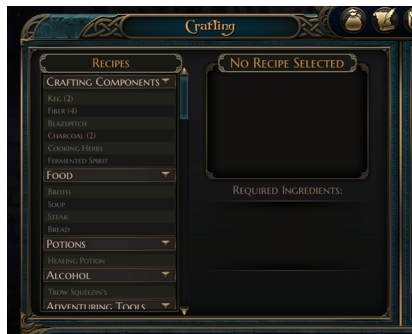 Crafting
Recipes
Crafting Components
Keg (2)
Fiber (4)
Blazepitch
Charcoal (2)
Cooking Herbs
Fermented Spirit
Food
Broth
Soup
Steak
Bread
Potions
Healing Potion
Alcohol
Trow Squeezin's
Adventuring Tools
No Recipe Selected
Required Ingredients: